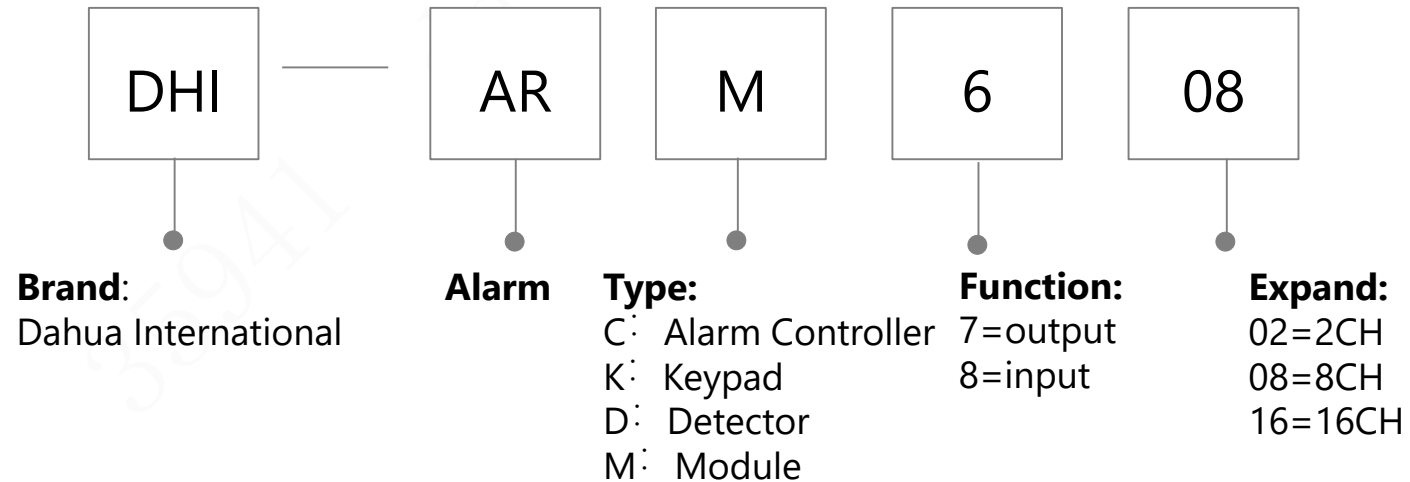 DHI — AR M 6 08
Brand:
Dahua International
Alarm
Type:
C: Alarm Controller
K: Keypad
D: Detector
M: Module
Function:
7=output
8=input
Expand:
02=2CH
08=8CH
16=16CH
35941